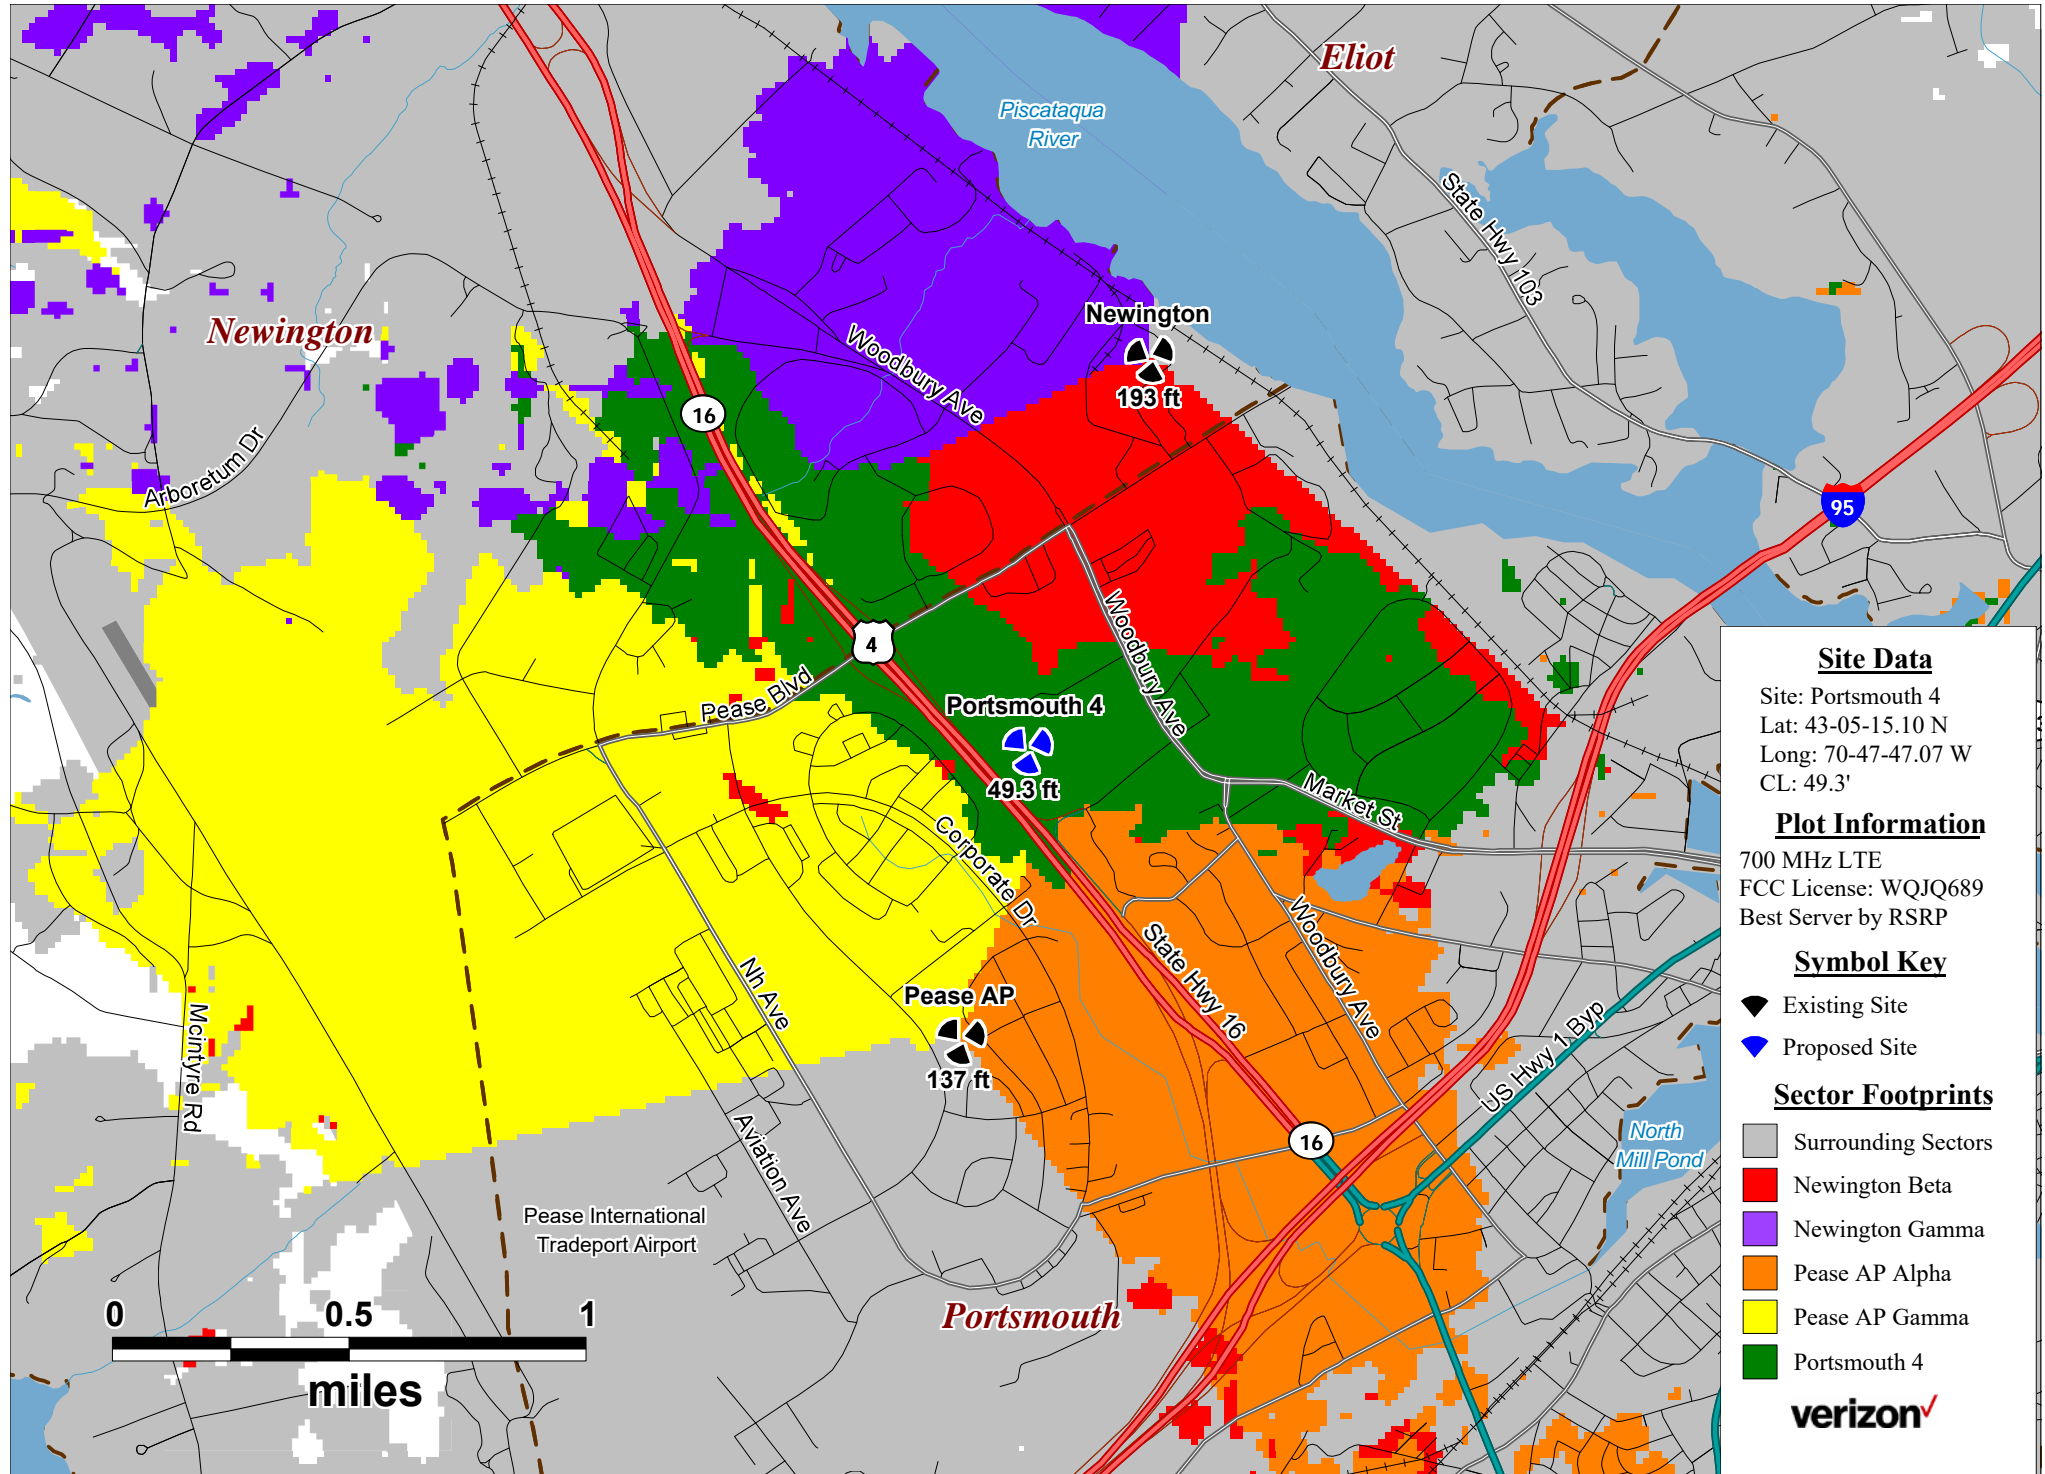 Eliot
Piscataqua
River
State Hwy 103
Newington
Newington
193 ft
Woodbury Ave
16
Arboretum Dr
95
4
Pease Blvd
Woodbury Ave
Portsmouth 4
49.3 ft
Market St
Corporate Dr
Woodbury Ave
State Hwy 16
Nh Ave
Pease AP
137 ft
Mcintyre Rd
US Hwy 1 Byp
Aviation Ave
16
North
Mill Pond
Pease International
Tradeport Airport
Portsmouth
0 0.5 1
miles
Site Data
Site: Portsmouth 4
Lat: 43-05-15.10 N
Long: 70-47-47.07 W
CL: 49.3'
Plot Information
700 MHz LTE
FCC License: WQJQ689
Best Server by RSRP
Symbol Key
Existing Site
Proposed Site
Sector Footprints
Surrounding Sectors
Newington Beta
Newington Gamma
Pease AP Alpha
Pease AP Gamma
Portsmouth 4
verizon